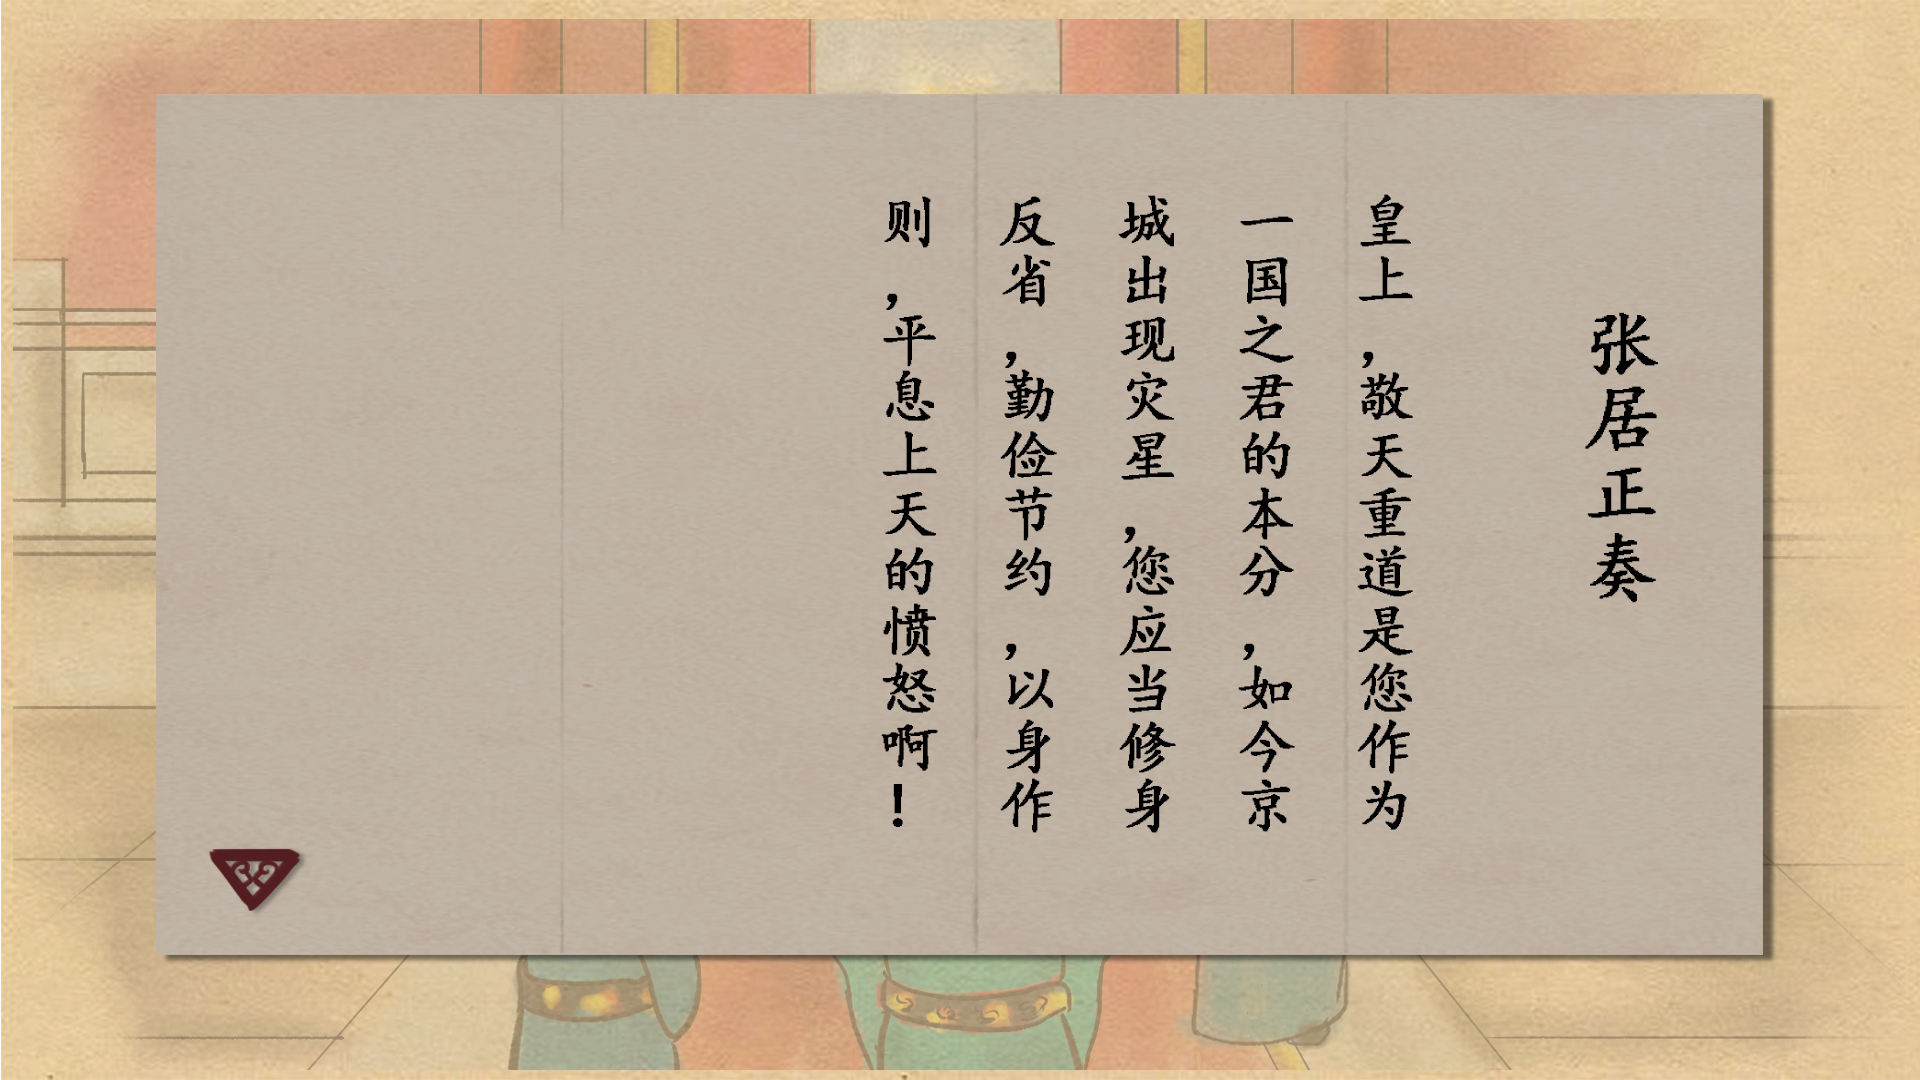 张居正奏
皇上，敬天重道是您作为
一国之君的本分，如今京
城出现灾星，您应当修身
反省，勤俭节约，以身作
则，平息上天的愤怒啊！